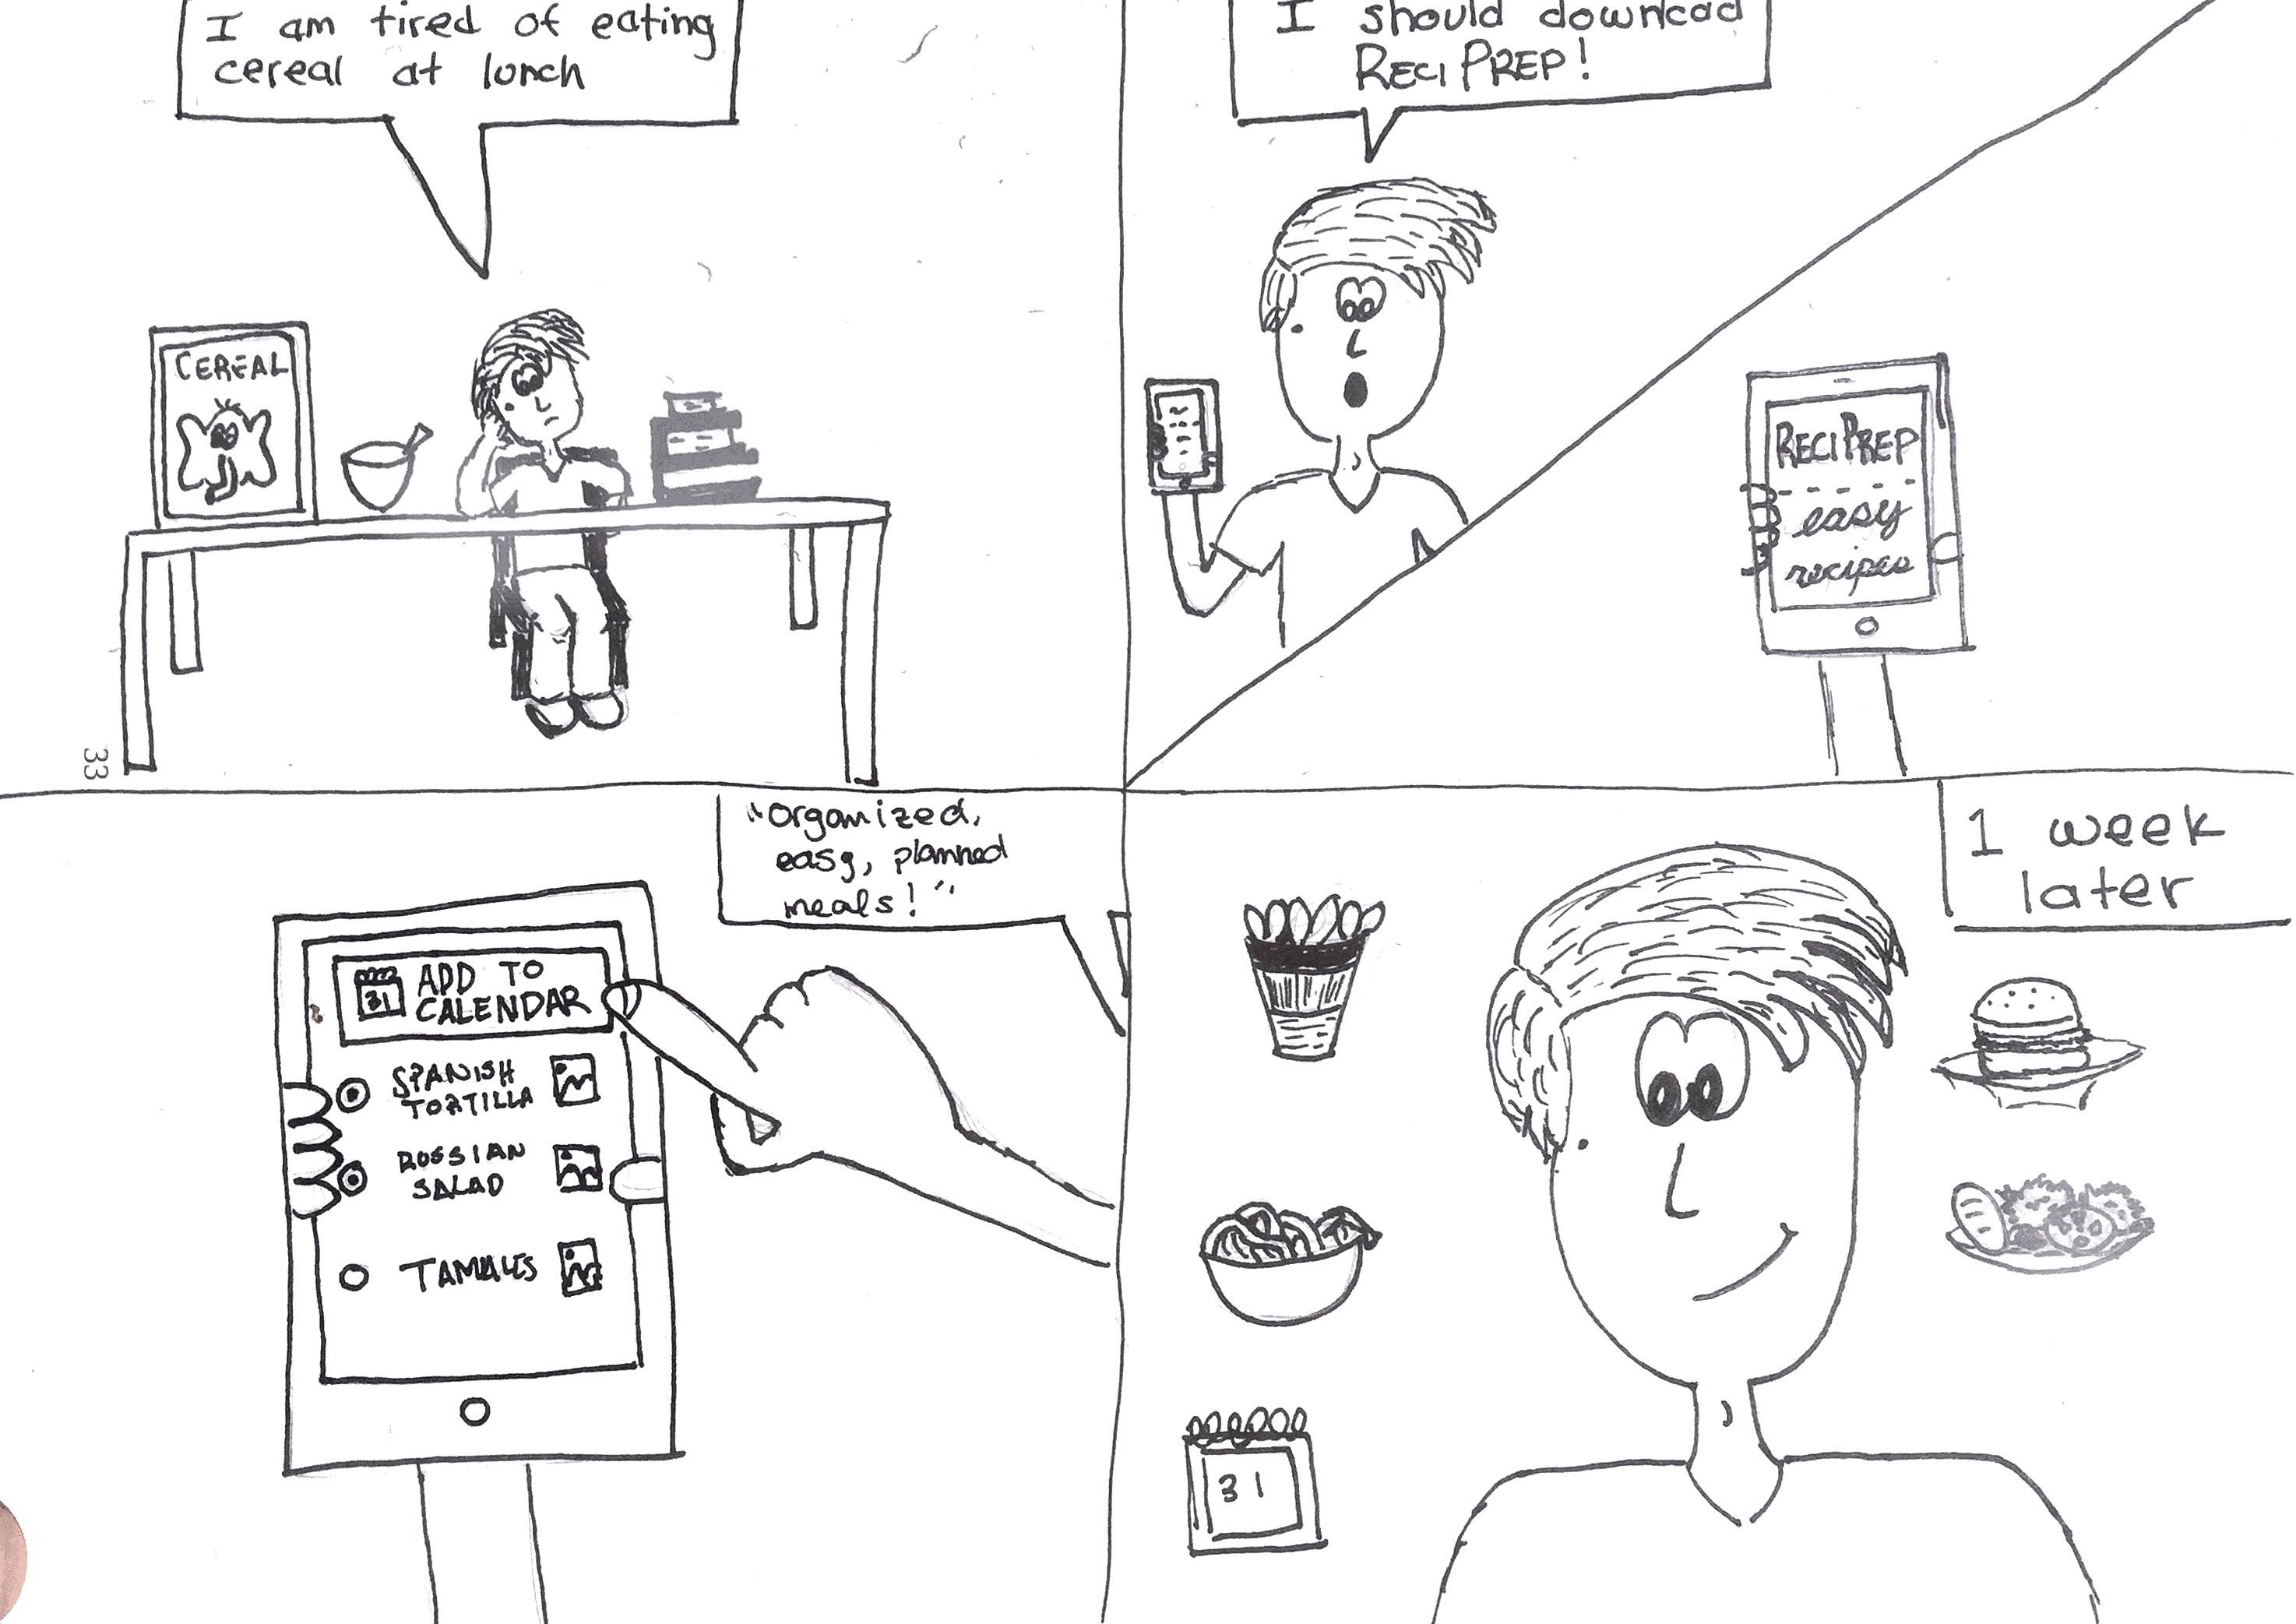 I am tired of eating
cereal at lunch
CEREAL
33
I should download
RECIPREP!
RECIPREP
easy
recipes
"organized,
easy, planned
meals!"
31
ADD TO
CALENDAR
SPANISH
TORTILLA
RUSSIAN
SALAD
TAMALES
1 week
later
31